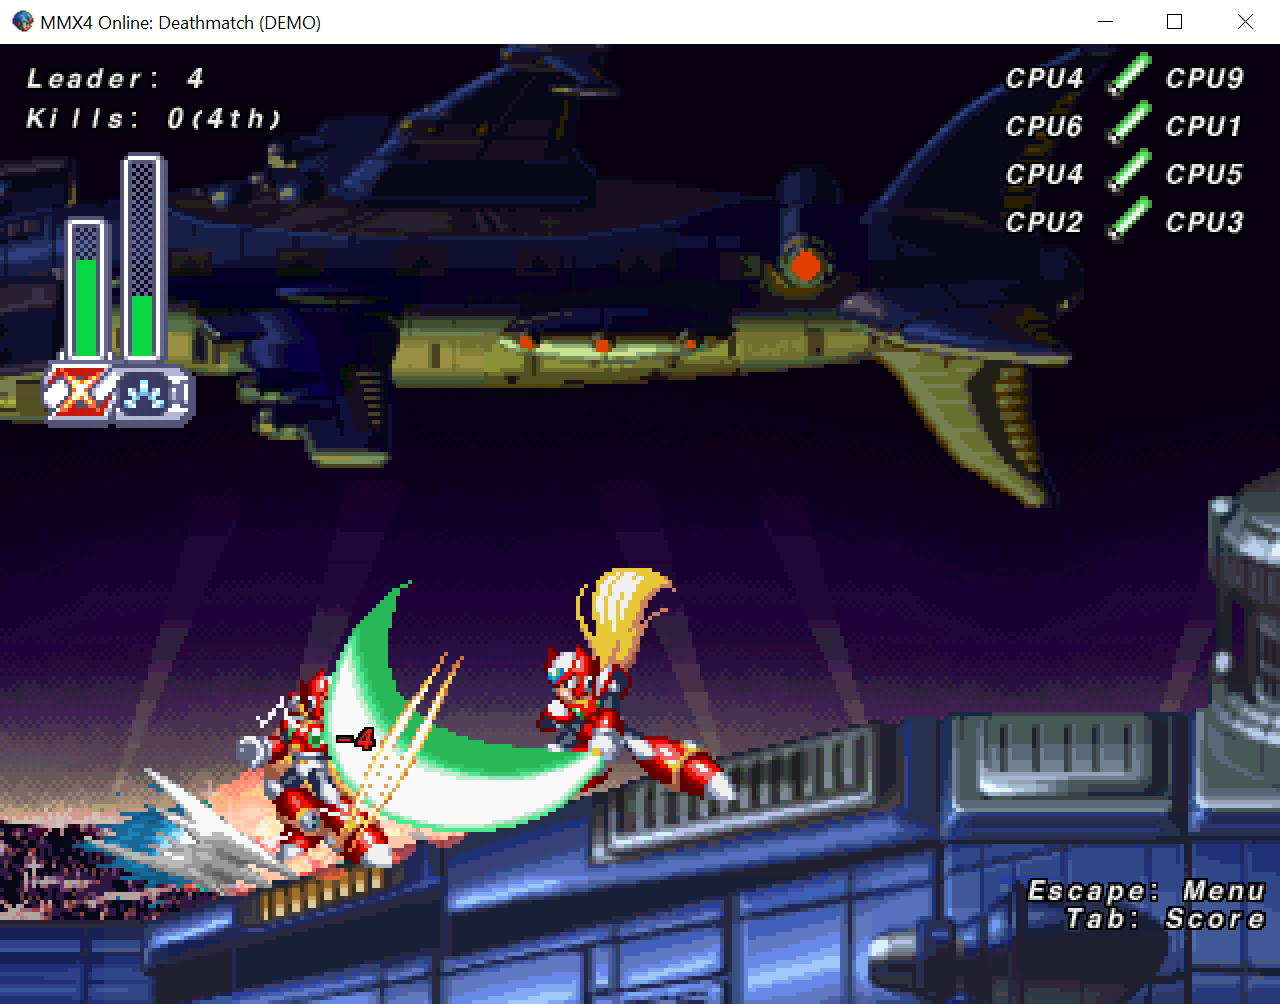 MMX4 Online: Deathmatch (DEMO)
Leader: 4
Kills: 0(4th)
CPU4 CPU9
CPU6 CPU1
CPU4 CPU5
CPU2 CPU3
-4
Escape: Menu
Tab: Score